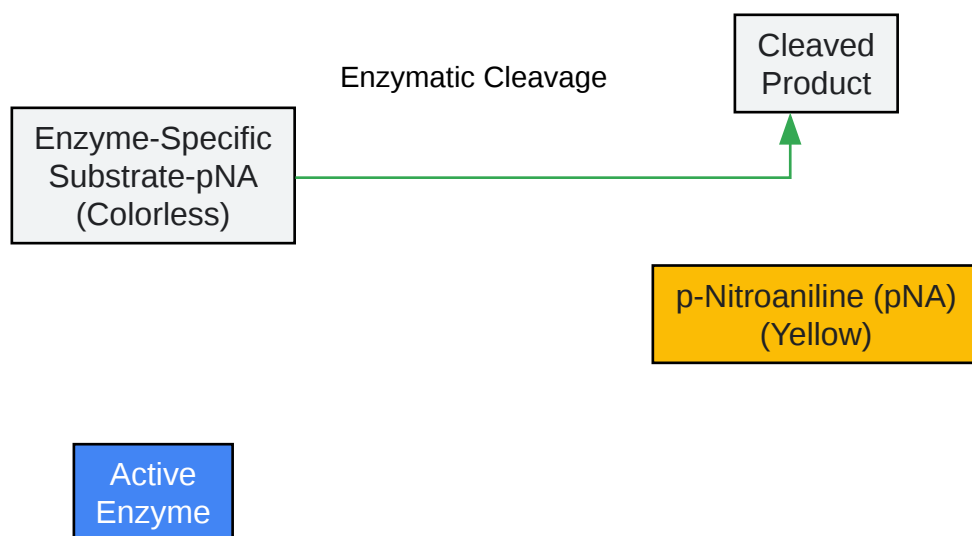 Cleaved
Product
Enzymatic Cleavage
Enzyme-Specific
Substrate-pNA
(Colorless)
p-Nitroaniline (pNA)
(Yellow)
Active
Enzyme